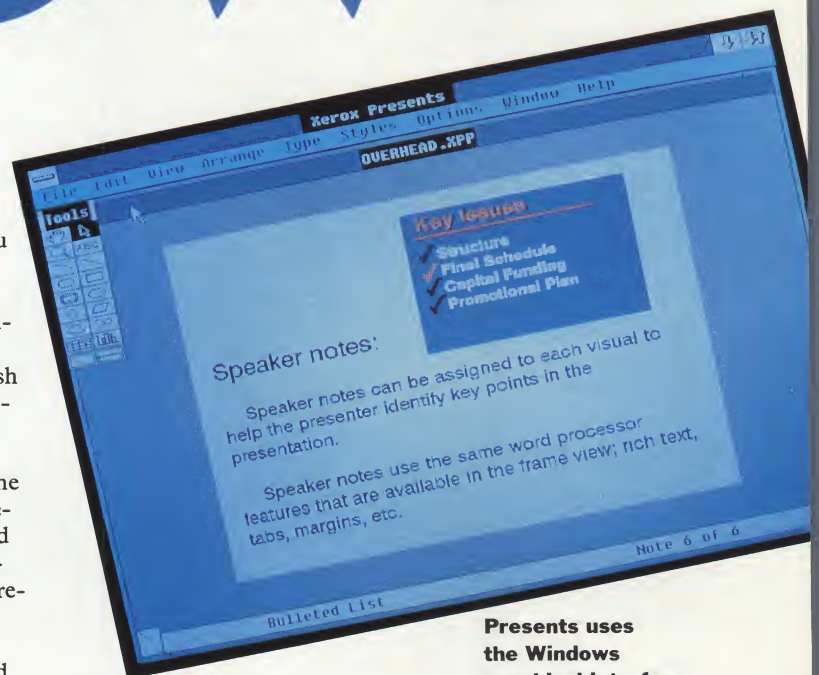 Xerox Presents
File Edit View Arrange Type Styles Options Window Help
OVERHEAD.XPP
Tools
ABC
Key Issues
Structure
Final Schedule
Capital Funding
Promotional Plan
Speaker notes:
Speaker notes can be assigned to each visual to
help the presenter identify key points in the
presentation.
Speaker notes use the same word processor
features that are available in the frame view; rich text,
tabs, margins, etc.
Bulleted List
Note 6 of 6
Presents uses
the Windows